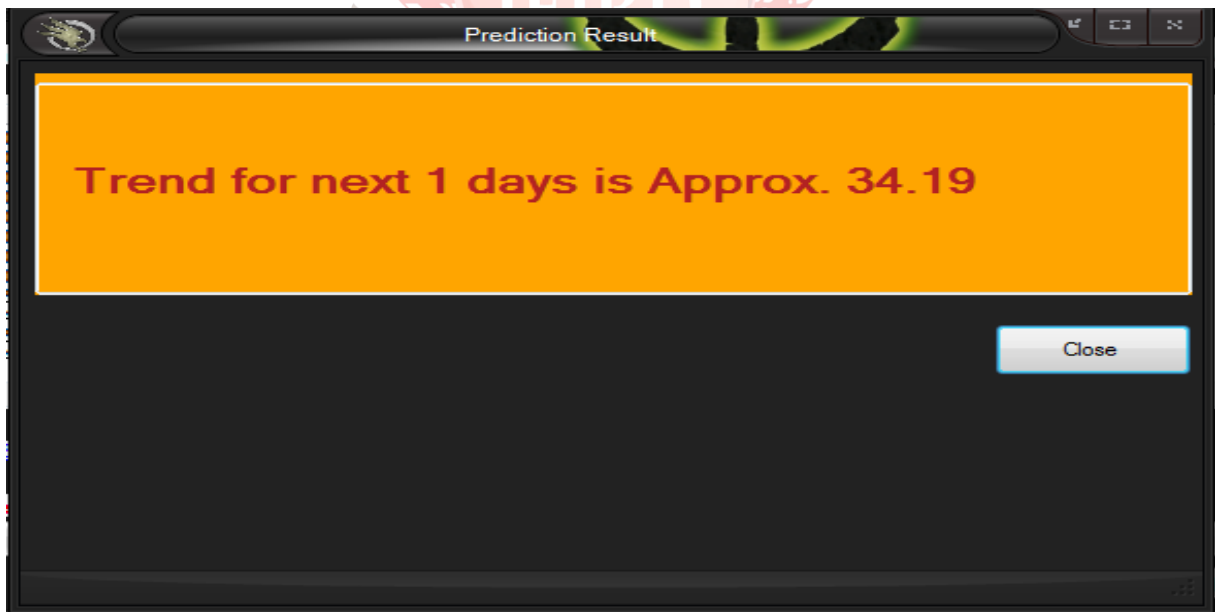 Prediction Result
Trend for next 1 days is Approx. 34.19
Close